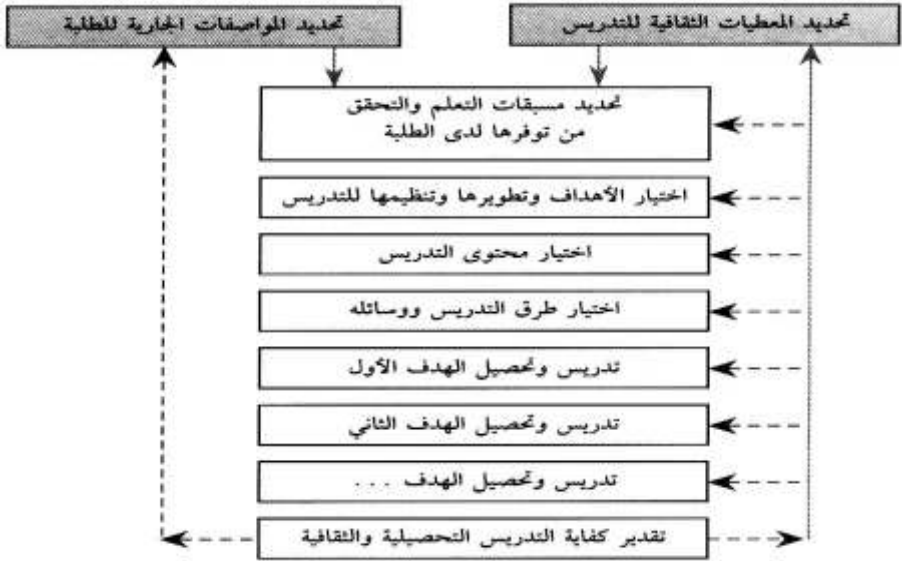 تحديد المعطيات الثقافية للتدريس
تحديد المواصفات الجارية للطلبة
تحديد مسبقات التعلم والتحقق
من توفرها لدى الطلبة
اختيار الأهداف وتطويرها وتنظيمها للتدريس
اختيار محتوى التدريس
اختيار طرق التدريس ووسائله
تدريس وتحصيل الهدف الأول
تدريس وتحصيل الهدف الثاني
تدريس وتحصيل الهدف ...
تقدير كفاية التدريس التحصيلية والثقافية